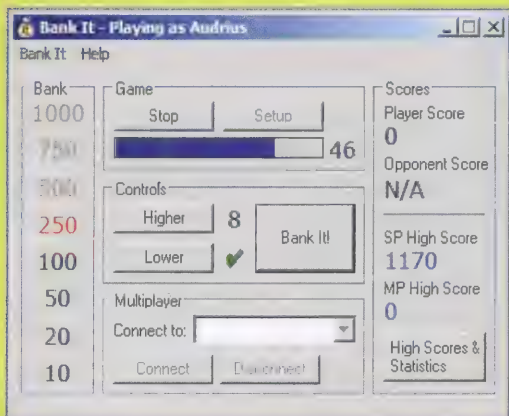 Bank It - Playing as Audrius
Bank It Help
Bank
1000
750
500
250
100
50
20
10
Game
Stop Setup
46
Controls
Higher 8
Lower
Bank It!
Multiplayer
Connect to:
Connect Disconnect
Scores
Player Score
0
Opponent Score
N/A
SP High Score
1170
MP High Score
0
High Scores &
Statistics